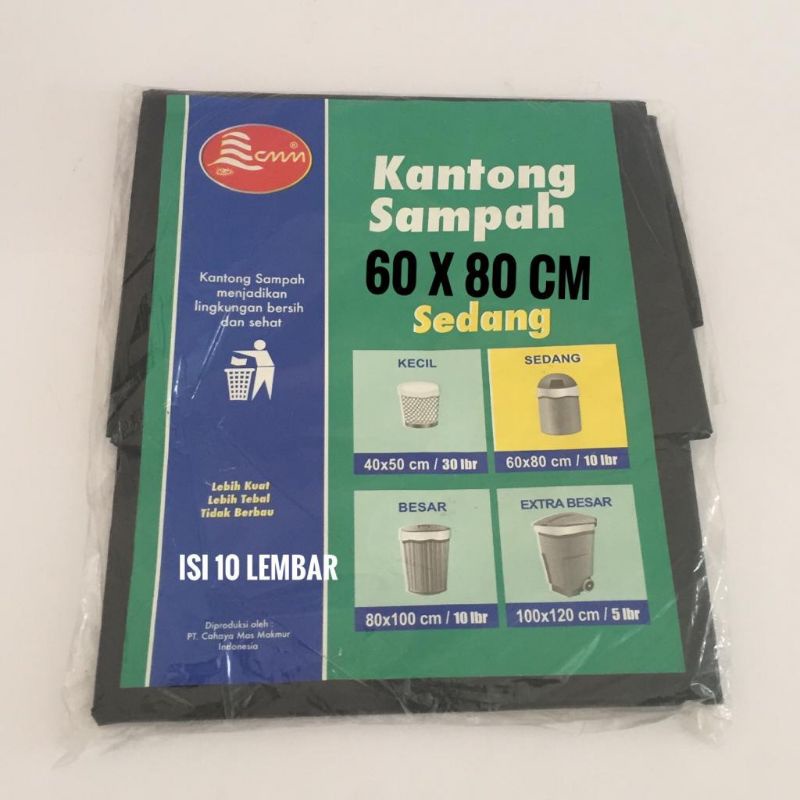 cmm®
Kantong
Sampah
60 X 80 CM
Sedang
Kantong Sampah
menjadikan
lingkungan bersih
dan sehat
KECIL
40x50 cm / 30 lbr
SEDANG
60x80 cm / 10 lbr
BESAR
80x100 cm / 10 lbr
EXTRA BESAR
100x120 cm / 5 lbr
Lebih Kuat
Lebih Tebal
Tidak Berbau
ISI 10 LEMBAR
Diproduksi oleh :
PT. Cahaya Mas Makmur
Indonesia